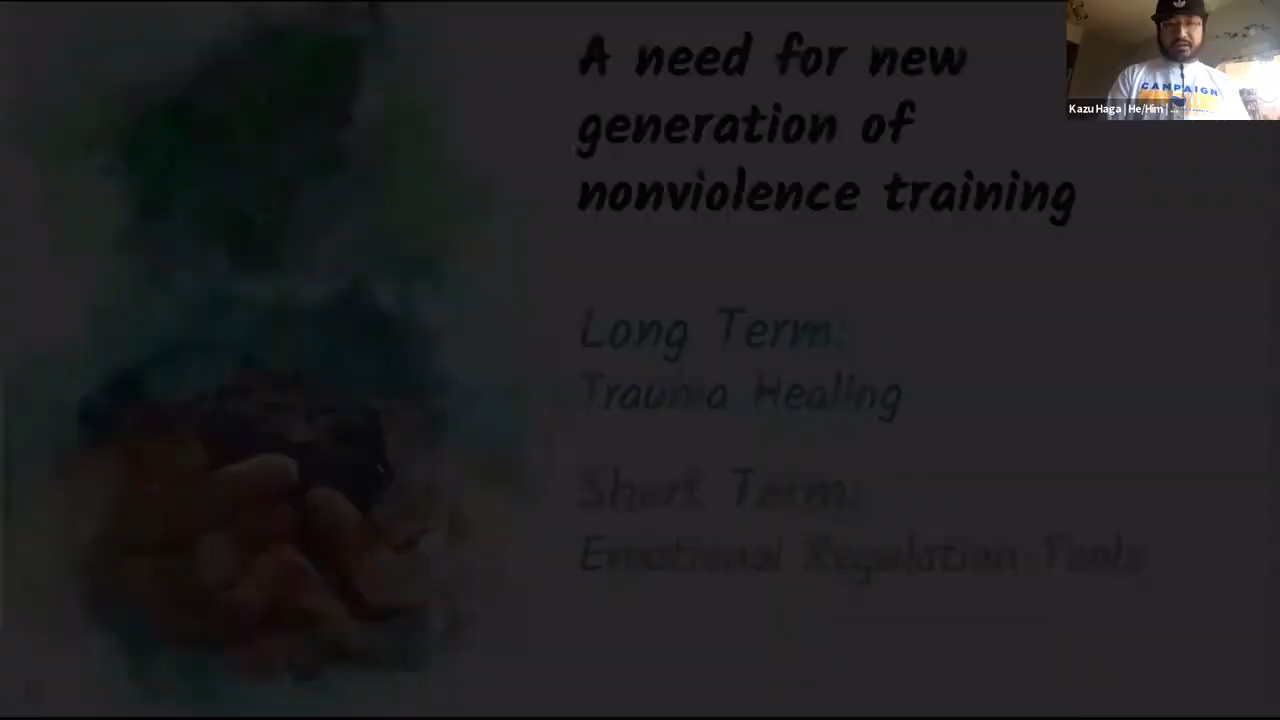 A need for new
generation of
nonviolence training
Long Term:
Trauma Healing
Short Term:
Emotional Regulation Tools
CAMPAIGN
Kazu Haga | He/Him |